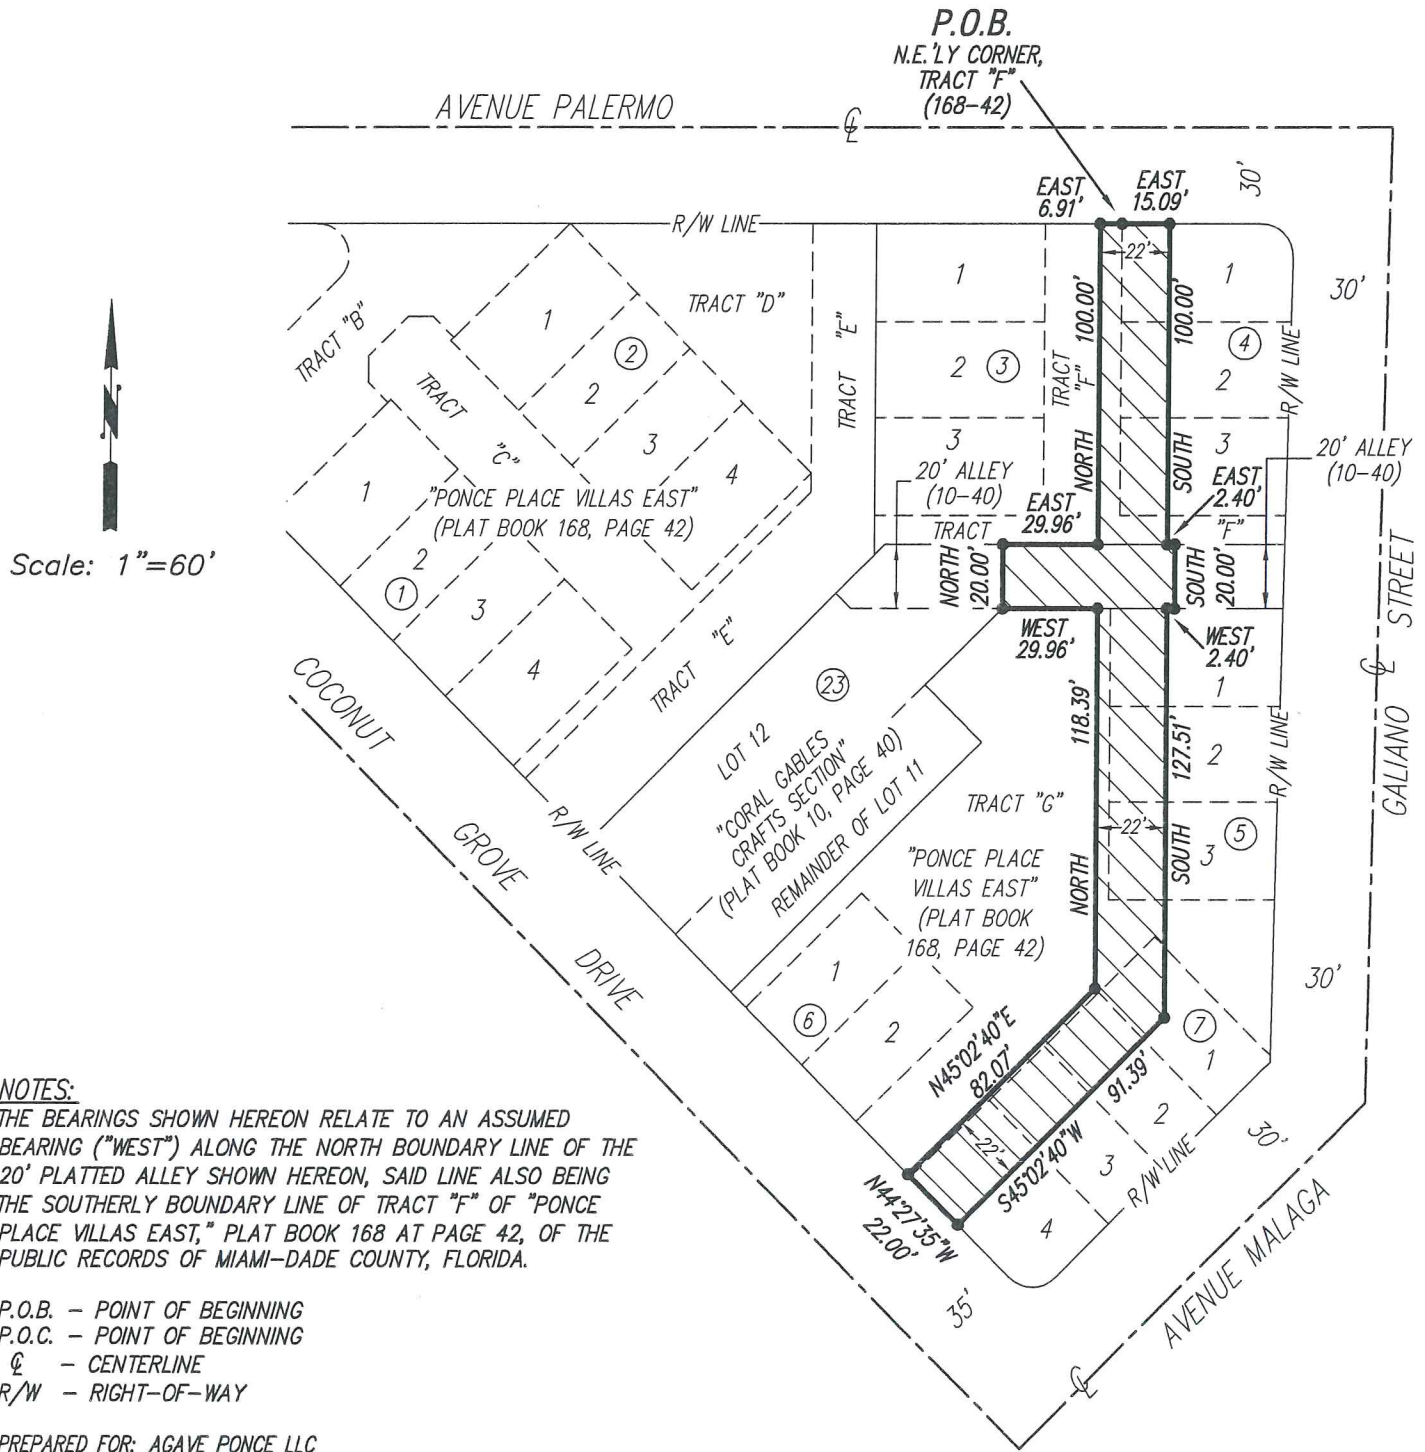 P.O.B.
N.E.'LY CORNER,
TRACT "F"
(168-42)
AVENUE PALERMO
℄
EAST
6.91'
EAST
15.09'
30'
R/W LINE
22'
30'
TRACT "B"
1
2
2
3
4
TRACT "D"
TRACT "E"
TRACT
"C"
1
2
3
3
TRACT
"F"
100.00'
NORTH
100.00'
SOUTH
1
2
3
4
R/W LINE
20' ALLEY
(10-40)
EAST
2.40'
20' ALLEY
(10-40)
"PONCE PLACE VILLAS EAST"
(PLAT BOOK 168, PAGE 42)
EAST
29.96'
TRACT
"F"
Scale: 1"=60'
1
2
1
3
4
NORTH
20.00'
SOUTH
20.00'
WEST
29.96'
WEST
2.40'
TRACT "E"
GALIANO ℄ STREET
COCONUT
GROVE
DRIVE
R/W LINE
23
LOT 12
"CORAL GABLES
CRAFTS SECTION"
(PLAT BOOK 10, PAGE 40)
REMAINDER OF LOT 11
118.39'
NORTH
127.51'
SOUTH
22'
1
2
3
5
R/W LINE
TRACT "G"
"PONCE PLACE
VILLAS EAST"
(PLAT BOOK
168, PAGE 42)
1
6
2
30'
N45°02'40"E
82.07'
22'
91.39'
S45°02'40"W
7
1
2
3
4
R/W LINE
30'
N44°27'35"W
22.00'
35'
AVENUE MALAGA
℄
NOTES:
THE BEARINGS SHOWN HEREON RELATE TO AN ASSUMED
BEARING ("WEST") ALONG THE NORTH BOUNDARY LINE OF THE
20' PLATTED ALLEY SHOWN HEREON, SAID LINE ALSO BEING
THE SOUTHERLY BOUNDARY LINE OF TRACT "F" OF "PONCE
PLACE VILLAS EAST," PLAT BOOK 168 AT PAGE 42, OF THE
PUBLIC RECORDS OF MIAMI-DADE COUNTY, FLORIDA.
P.O.B. - POINT OF BEGINNING
P.O.C. - POINT OF BEGINNING
℄ - CENTERLINE
R/W - RIGHT-OF-WAY
PREPARED FOR: AGAVE PONCE LLC